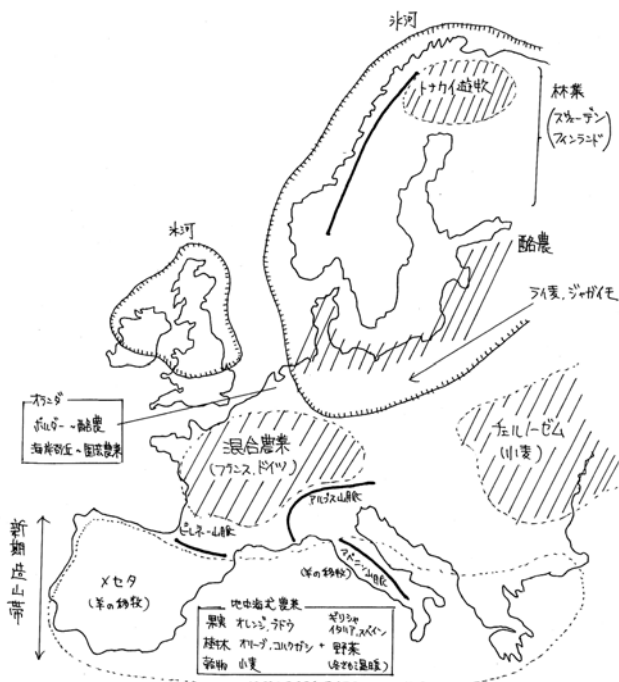 氷河
トナカイ遊牧
林業
(スウェーデン
フィンランド)
氷河
酪農
ライ麦、ジャガイモ
オランダ
ポルダー~酪農
海岸砂丘~園芸農業
混合農業
(フランス、ドイツ)
チェルノーゼム
(小麦)
アルプス山脈
ピレネー山脈
新期造山帯
メセタ
(羊の移牧)
アペニン山脈
(羊の移牧)
地中海式農業
果実 オレンジ、ブドウ
樹木 オリーブ、コルクガシ + 野菜
穀物 小麦
ギリシャ
イタリア、スペイン